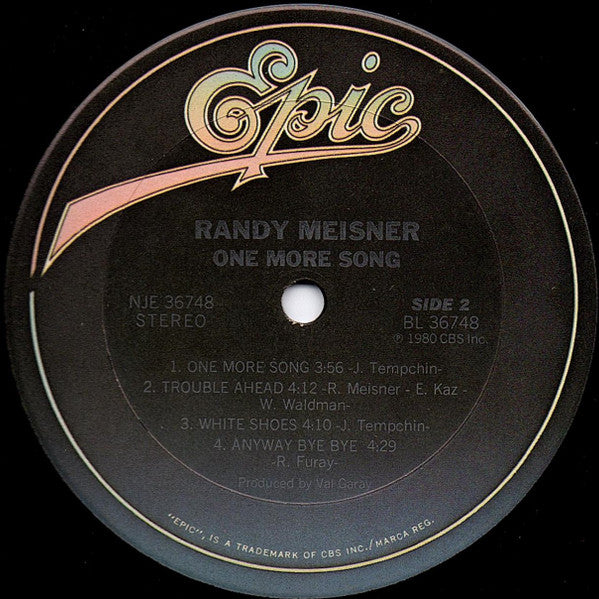 Epic
RANDY MEISNER
ONE MORE SONG
NJE 36748
STEREO
SIDE 2
BL 36748
℗ 1980 CBS Inc.
1. ONE MORE SONG 3:56 -J. Tempchin-
2. TROUBLE AHEAD 4:12 -R. Meisner - E. Kaz -
W. Waldman-
3. WHITE SHOES 4:10 -J. Tempchin-
4. ANYWAY BYE BYE 4:29
-R. Furay-
Produced by Val Garay
"EPIC", IS A TRADEMARK OF CBS INC./MARCA REG.